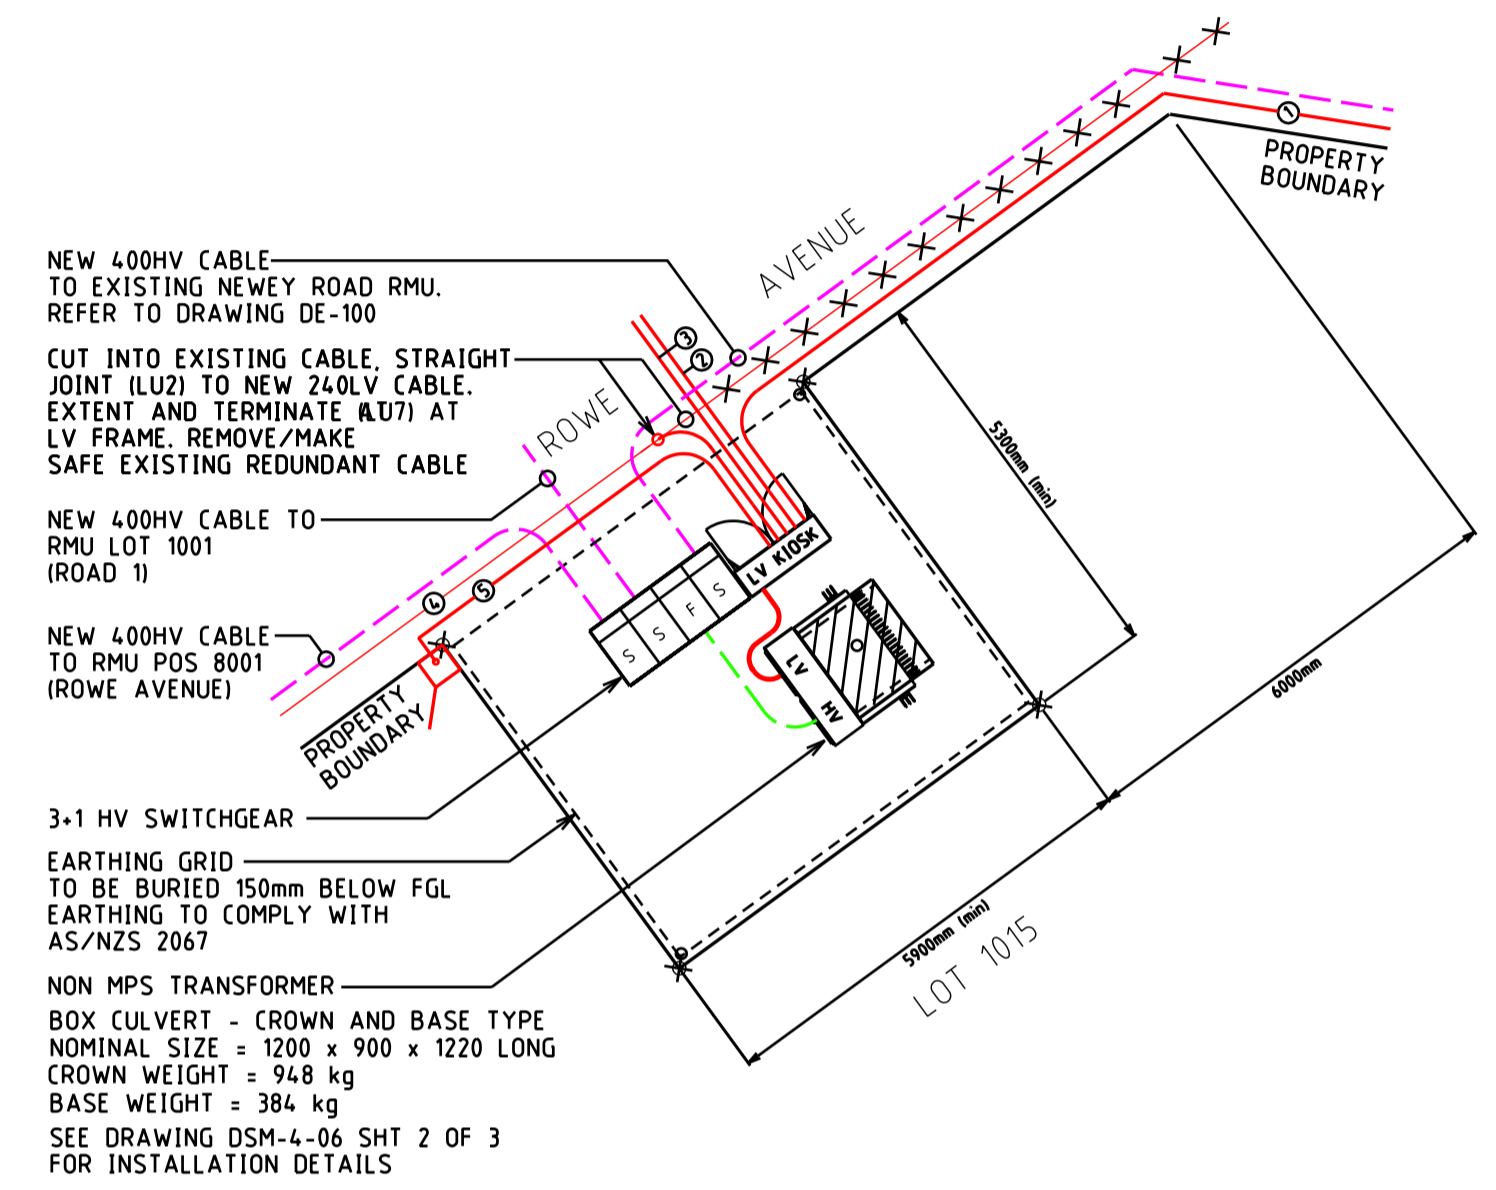 NEW 400HV CABLE
TO EXISTING NEWEY ROAD RMU.
REFER TO DRAWING DE-100
CUT INTO EXISTING CABLE, STRAIGHT
JOINT (LU2) TO NEW 240LV CABLE.
EXTENT AND TERMINATE (LU7) AT
LV FRAME. REMOVE/MAKE
SAFE EXISTING REDUNDANT CABLE
NEW 400HV CABLE TO
RMU LOT 1001
(ROAD 1)
NEW 400HV CABLE
TO RMU POS 8001
(ROWE AVENUE)
3+1 HV SWITCHGEAR
EARTHING GRID
TO BE BURIED 150mm BELOW FGL
EARTHING TO COMPLY WITH
AS/NZS 2067
NON MPS TRANSFORMER
BOX CULVERT - CROWN AND BASE TYPE
NOMINAL SIZE = 1200 x 900 x 1220 LONG
CROWN WEIGHT = 948 kg
BASE WEIGHT = 384 kg
SEE DRAWING DSM-4-06 SHT 2 OF 3
FOR INSTALLATION DETAILS
ROWE AVENUE
1
PROPERTY
BOUNDARY
3
2
4
5
PROPERTY
BOUNDARY
S
S
F
S
LV KIOSK
LV
HV
5300mm (min)
6000mm
5900mm (min)
LOT 1015